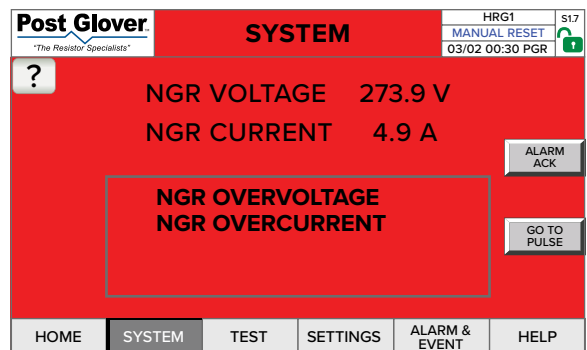 Post Glover.
"The Resistor Specialists"
SYSTEM
HRG1
MANUAL RESET
03/02 00:30 PGR
S1.7
?
NGR VOLTAGE 273.9 V
NGR CURRENT 4.9 A
ALARM
ACK
NGR OVERVOLTAGE
NGR OVERCURRENT
GO TO
PULSE
HOME
SYSTEM
TEST
SETTINGS
ALARM &
EVENT
HELP